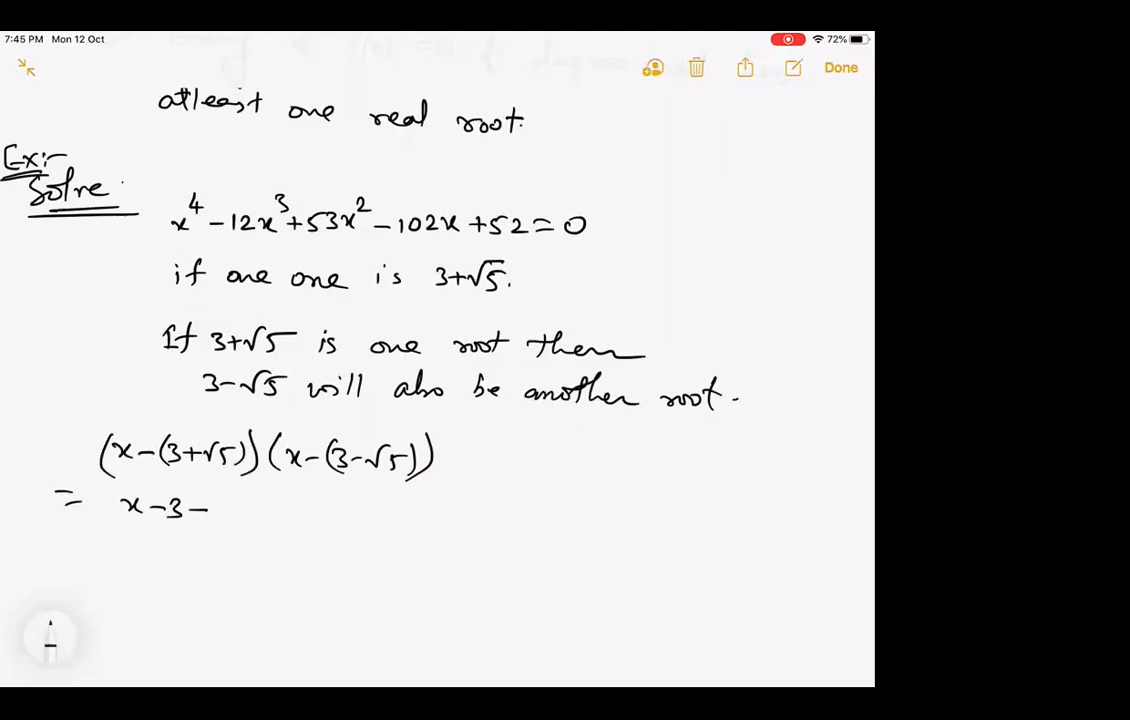 7:45 PM Mon 12 Oct
72%
Done
atleast one real root.
Ex:-
Solve:
x⁴ - 12x³ + 53x² - 102x + 52 = 0
if one one is 3+√5.
If 3+√5 is one root then
3-√5 will also be another root.
(x-(3+√5))(x-(3-√5))
= x-3-